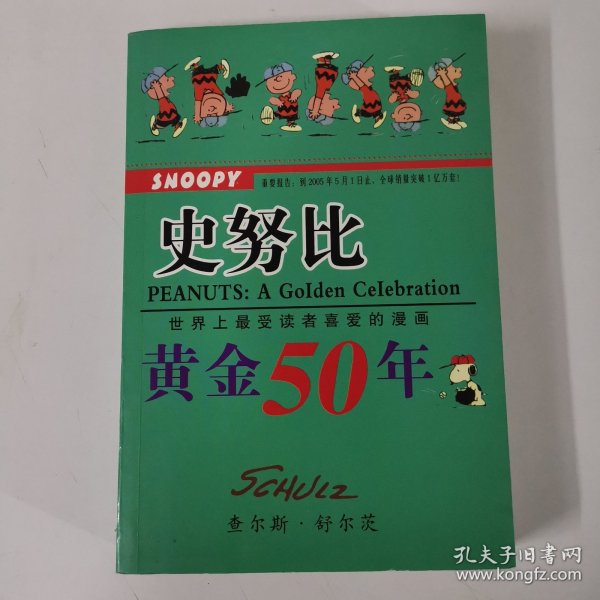 SNOOPY
重要报告:到2005年5月1日止、全球销量突破1亿万套!
史努比
PEANUTS: A Golden Celebration
世界上最受读者喜爱的漫画
黄金50年
SCHULZ
查尔斯·舒尔茨
孔夫子旧书网
www.kongfz.com